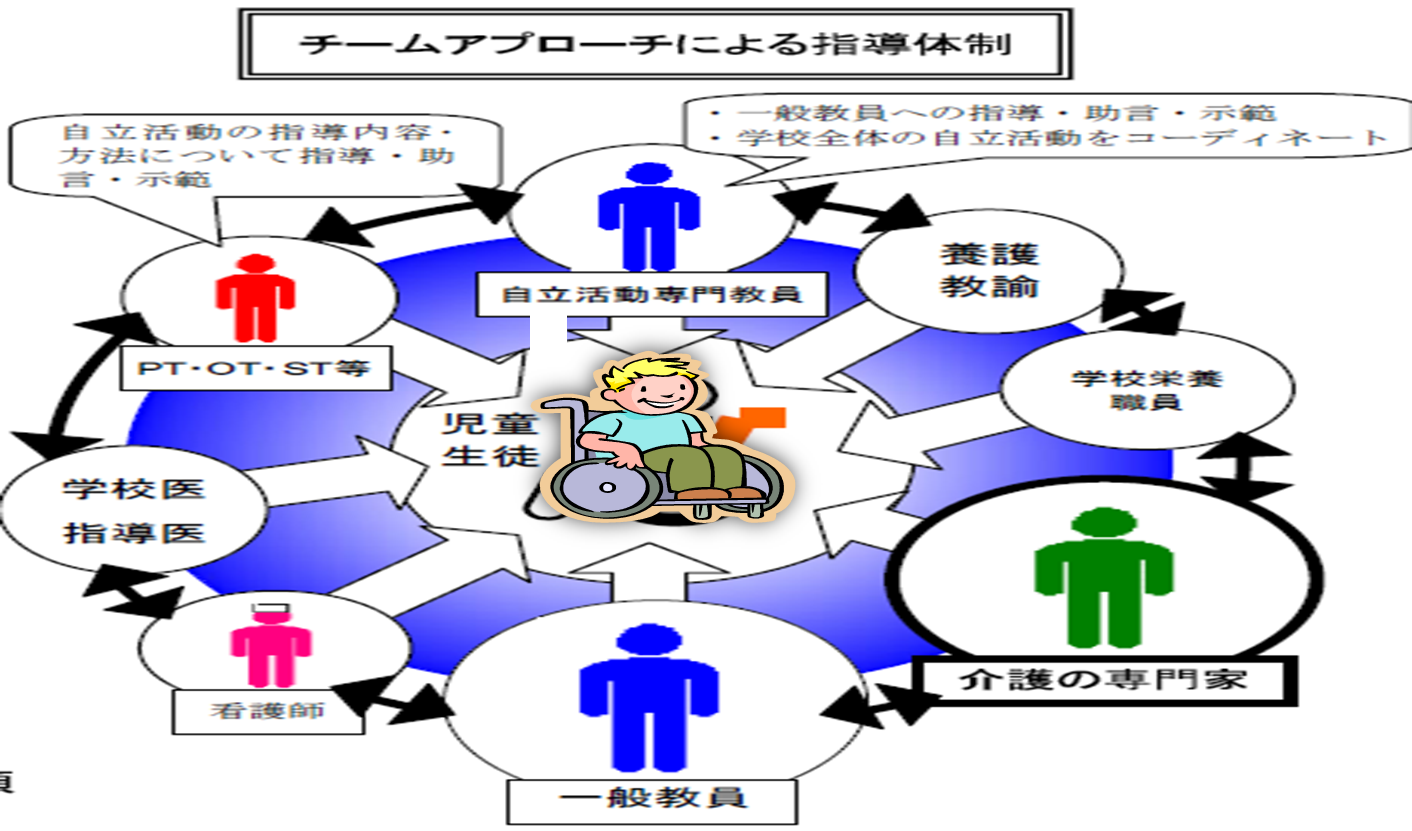 チームアプローチによる指導体制
自立活動の指導内容・
方法について指導・助
言・示範
・一般教員への指導・助言・示範
・学校全体の自立活動をコーディネート
自立活動専門教員
養護
教諭
PT・OT・ST等
学校栄養
職員
児童
生徒
学校医
指導医
介護の専門家
看護師
一般教員